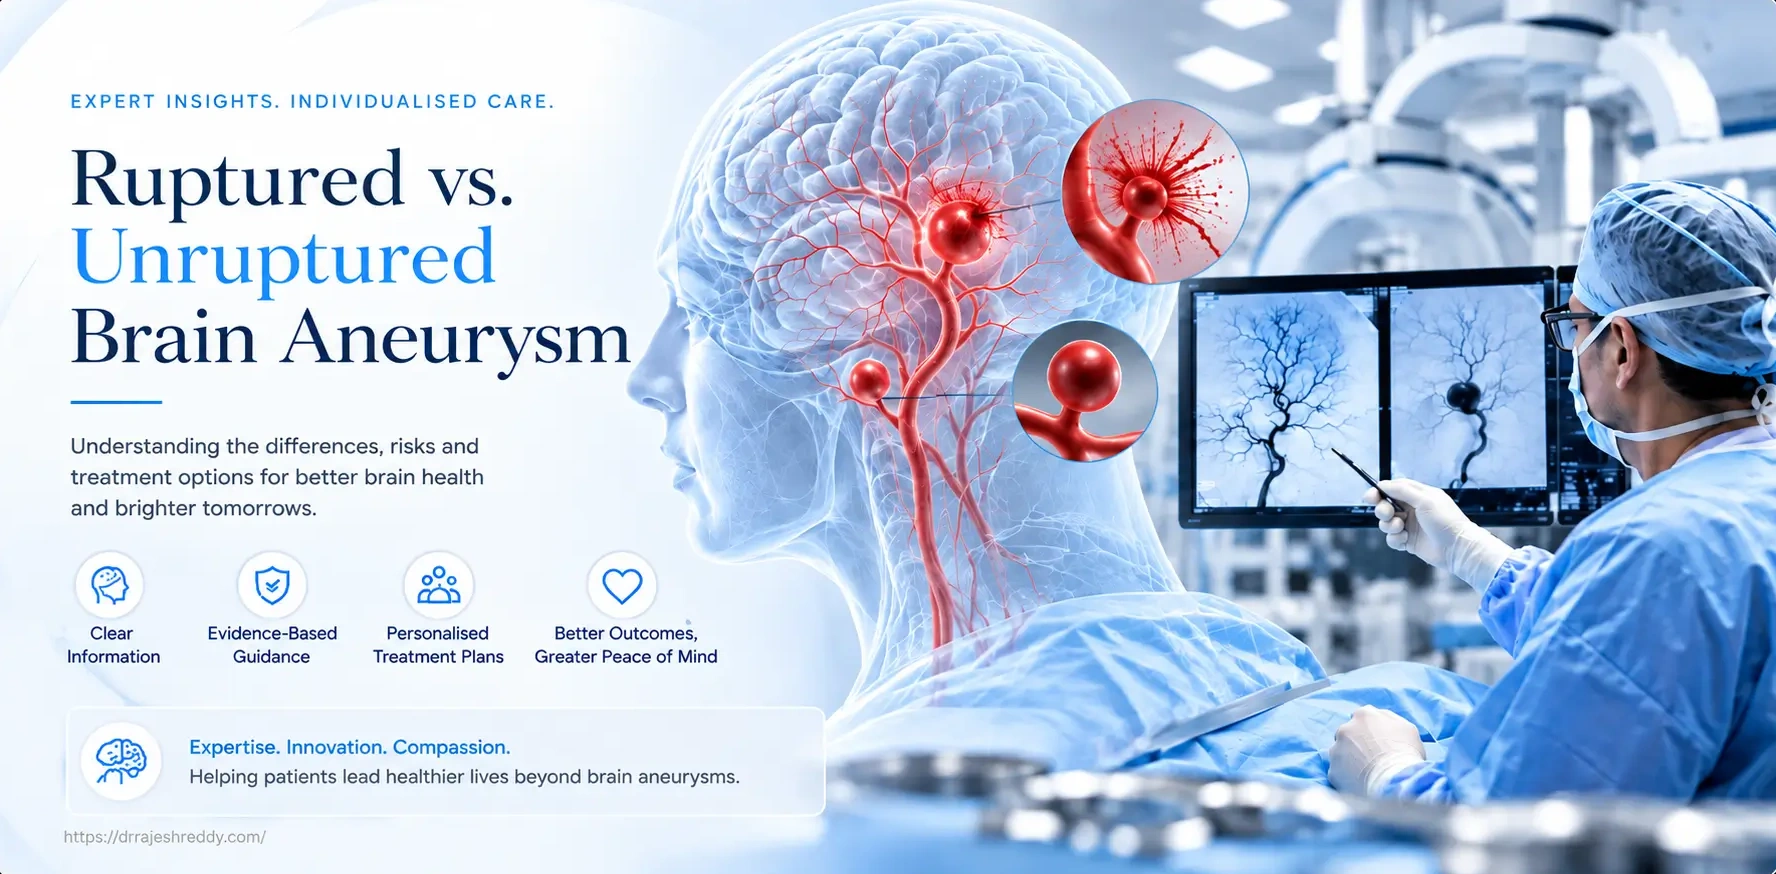 EXPERT INSIGHTS. INDIVIDUALISED CARE.
Ruptured vs.
Unruptured
Brain Aneurysm
Understanding the differences, risks and
treatment options for better brain health
and brighter tomorrows.
Clear
Information
Evidence-Based
Guidance
Personalised
Treatment Plans
Better Outcomes,
Greater Peace of Mind
Expertise. Innovation. Compassion.
Helping patients lead healthier lives beyond brain aneurysms.
https://drrajeshreddy.com/